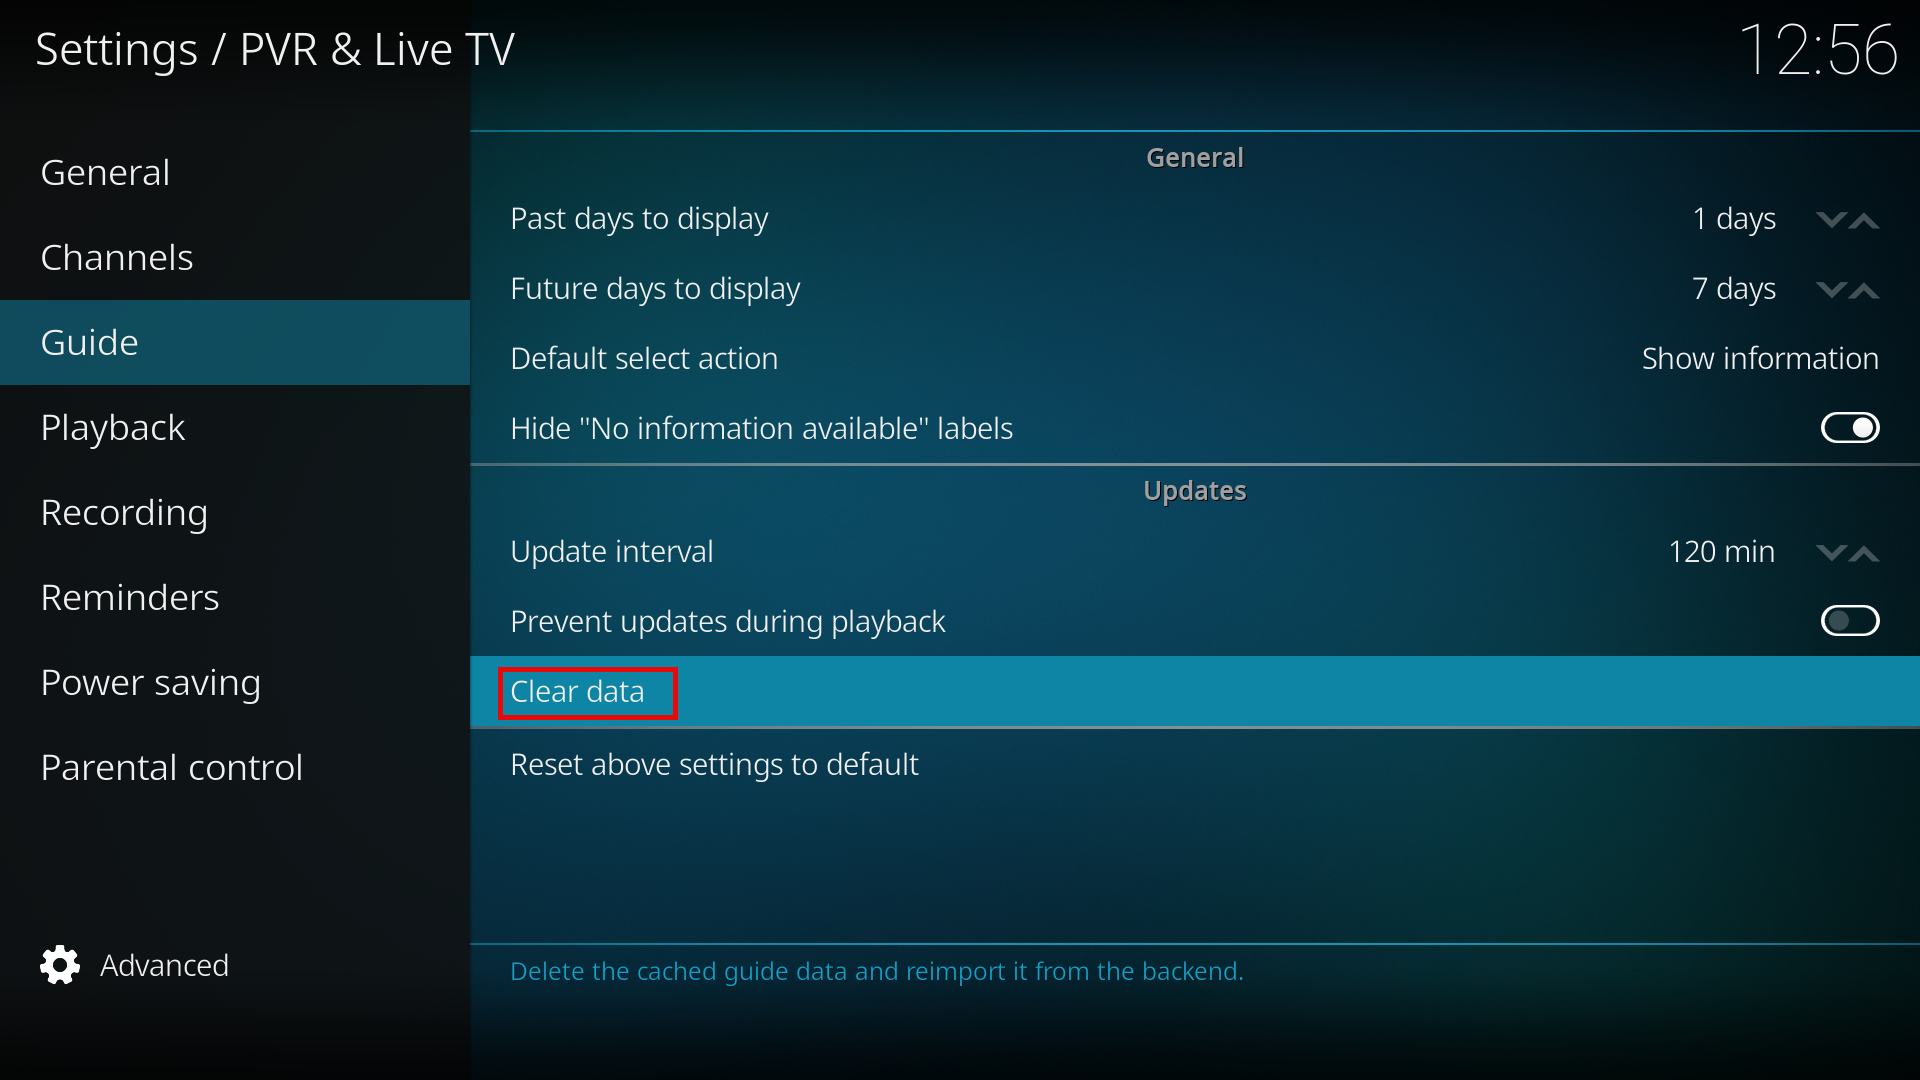 Settings / PVR & Live TV
12:56
General
Channels
Guide
Playback
Recording
Reminders
Power saving
Parental control
Advanced
General
Past days to display 1 days
Future days to display 7 days
Default select action Show information
Hide "No information available" labels
Updates
Update interval 120 min
Prevent updates during playback
Clear data
Reset above settings to default
Delete the cached guide data and reimport it from the backend.